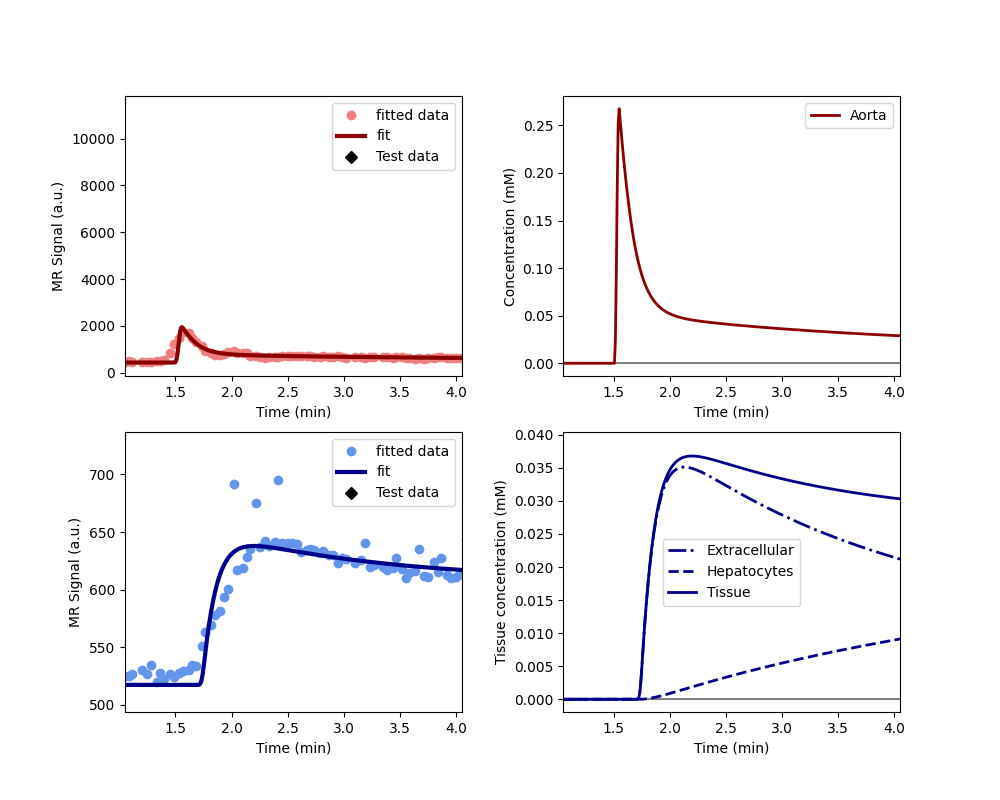 10000
8000
6000
4000
2000
0
MR Signal (a.u.)
1.5 2.0 2.5 3.0 3.5 4.0
Time (min)
fitted data
fit
Test data
0.25
0.20
0.15
0.10
0.05
0.00
Concentration (mM)
1.5 2.0 2.5 3.0 3.5 4.0
Time (min)
Aorta
700
650
600
550
500
MR Signal (a.u.)
1.5 2.0 2.5 3.0 3.5 4.0
Time (min)
fitted data
fit
Test data
0.040
0.035
0.030
0.025
0.020
0.015
0.010
0.005
0.000
Tissue concentration (mM)
1.5 2.0 2.5 3.0 3.5 4.0
Time (min)
Extracellular
Hepatocytes
Tissue